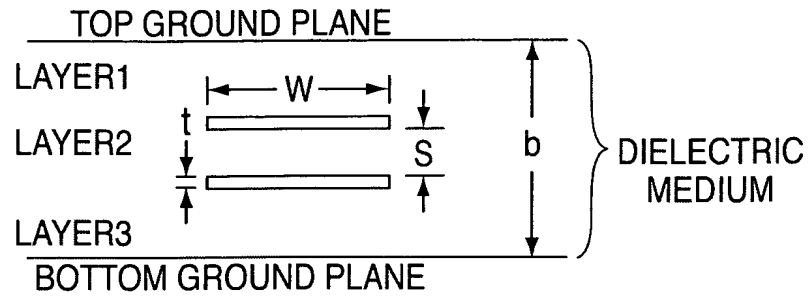 TOP GROUND PLANE
LAYER1
W
t
LAYER2
S
b
DIELECTRIC
MEDIUM
LAYER3
BOTTOM GROUND PLANE